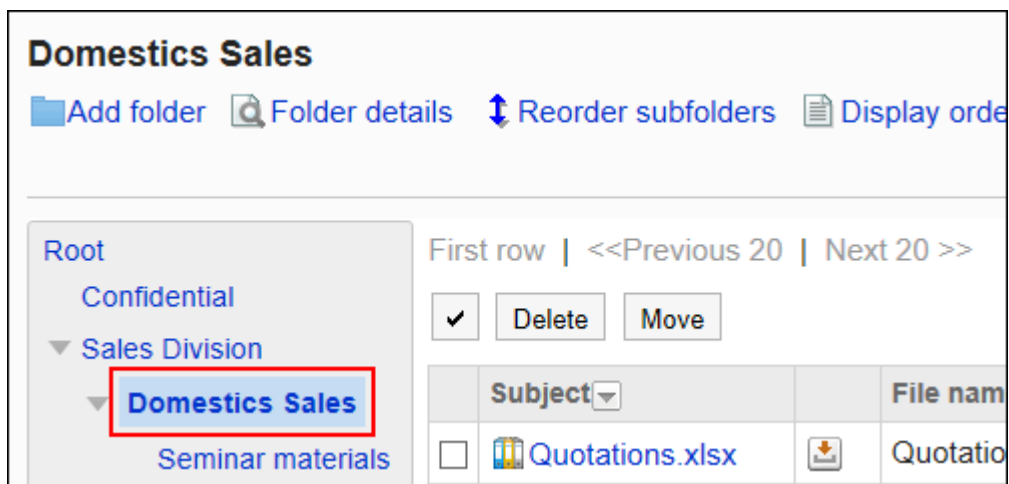 Domestics Sales
Add folder Folder details Reorder subfolders Display orde
Root
Confidential
Sales Division
Domestics Sales
Seminar materials
First row | <<Previous 20 | Next 20 >>
Delete Move
Subject File nam
Quotations.xlsx Quotatio